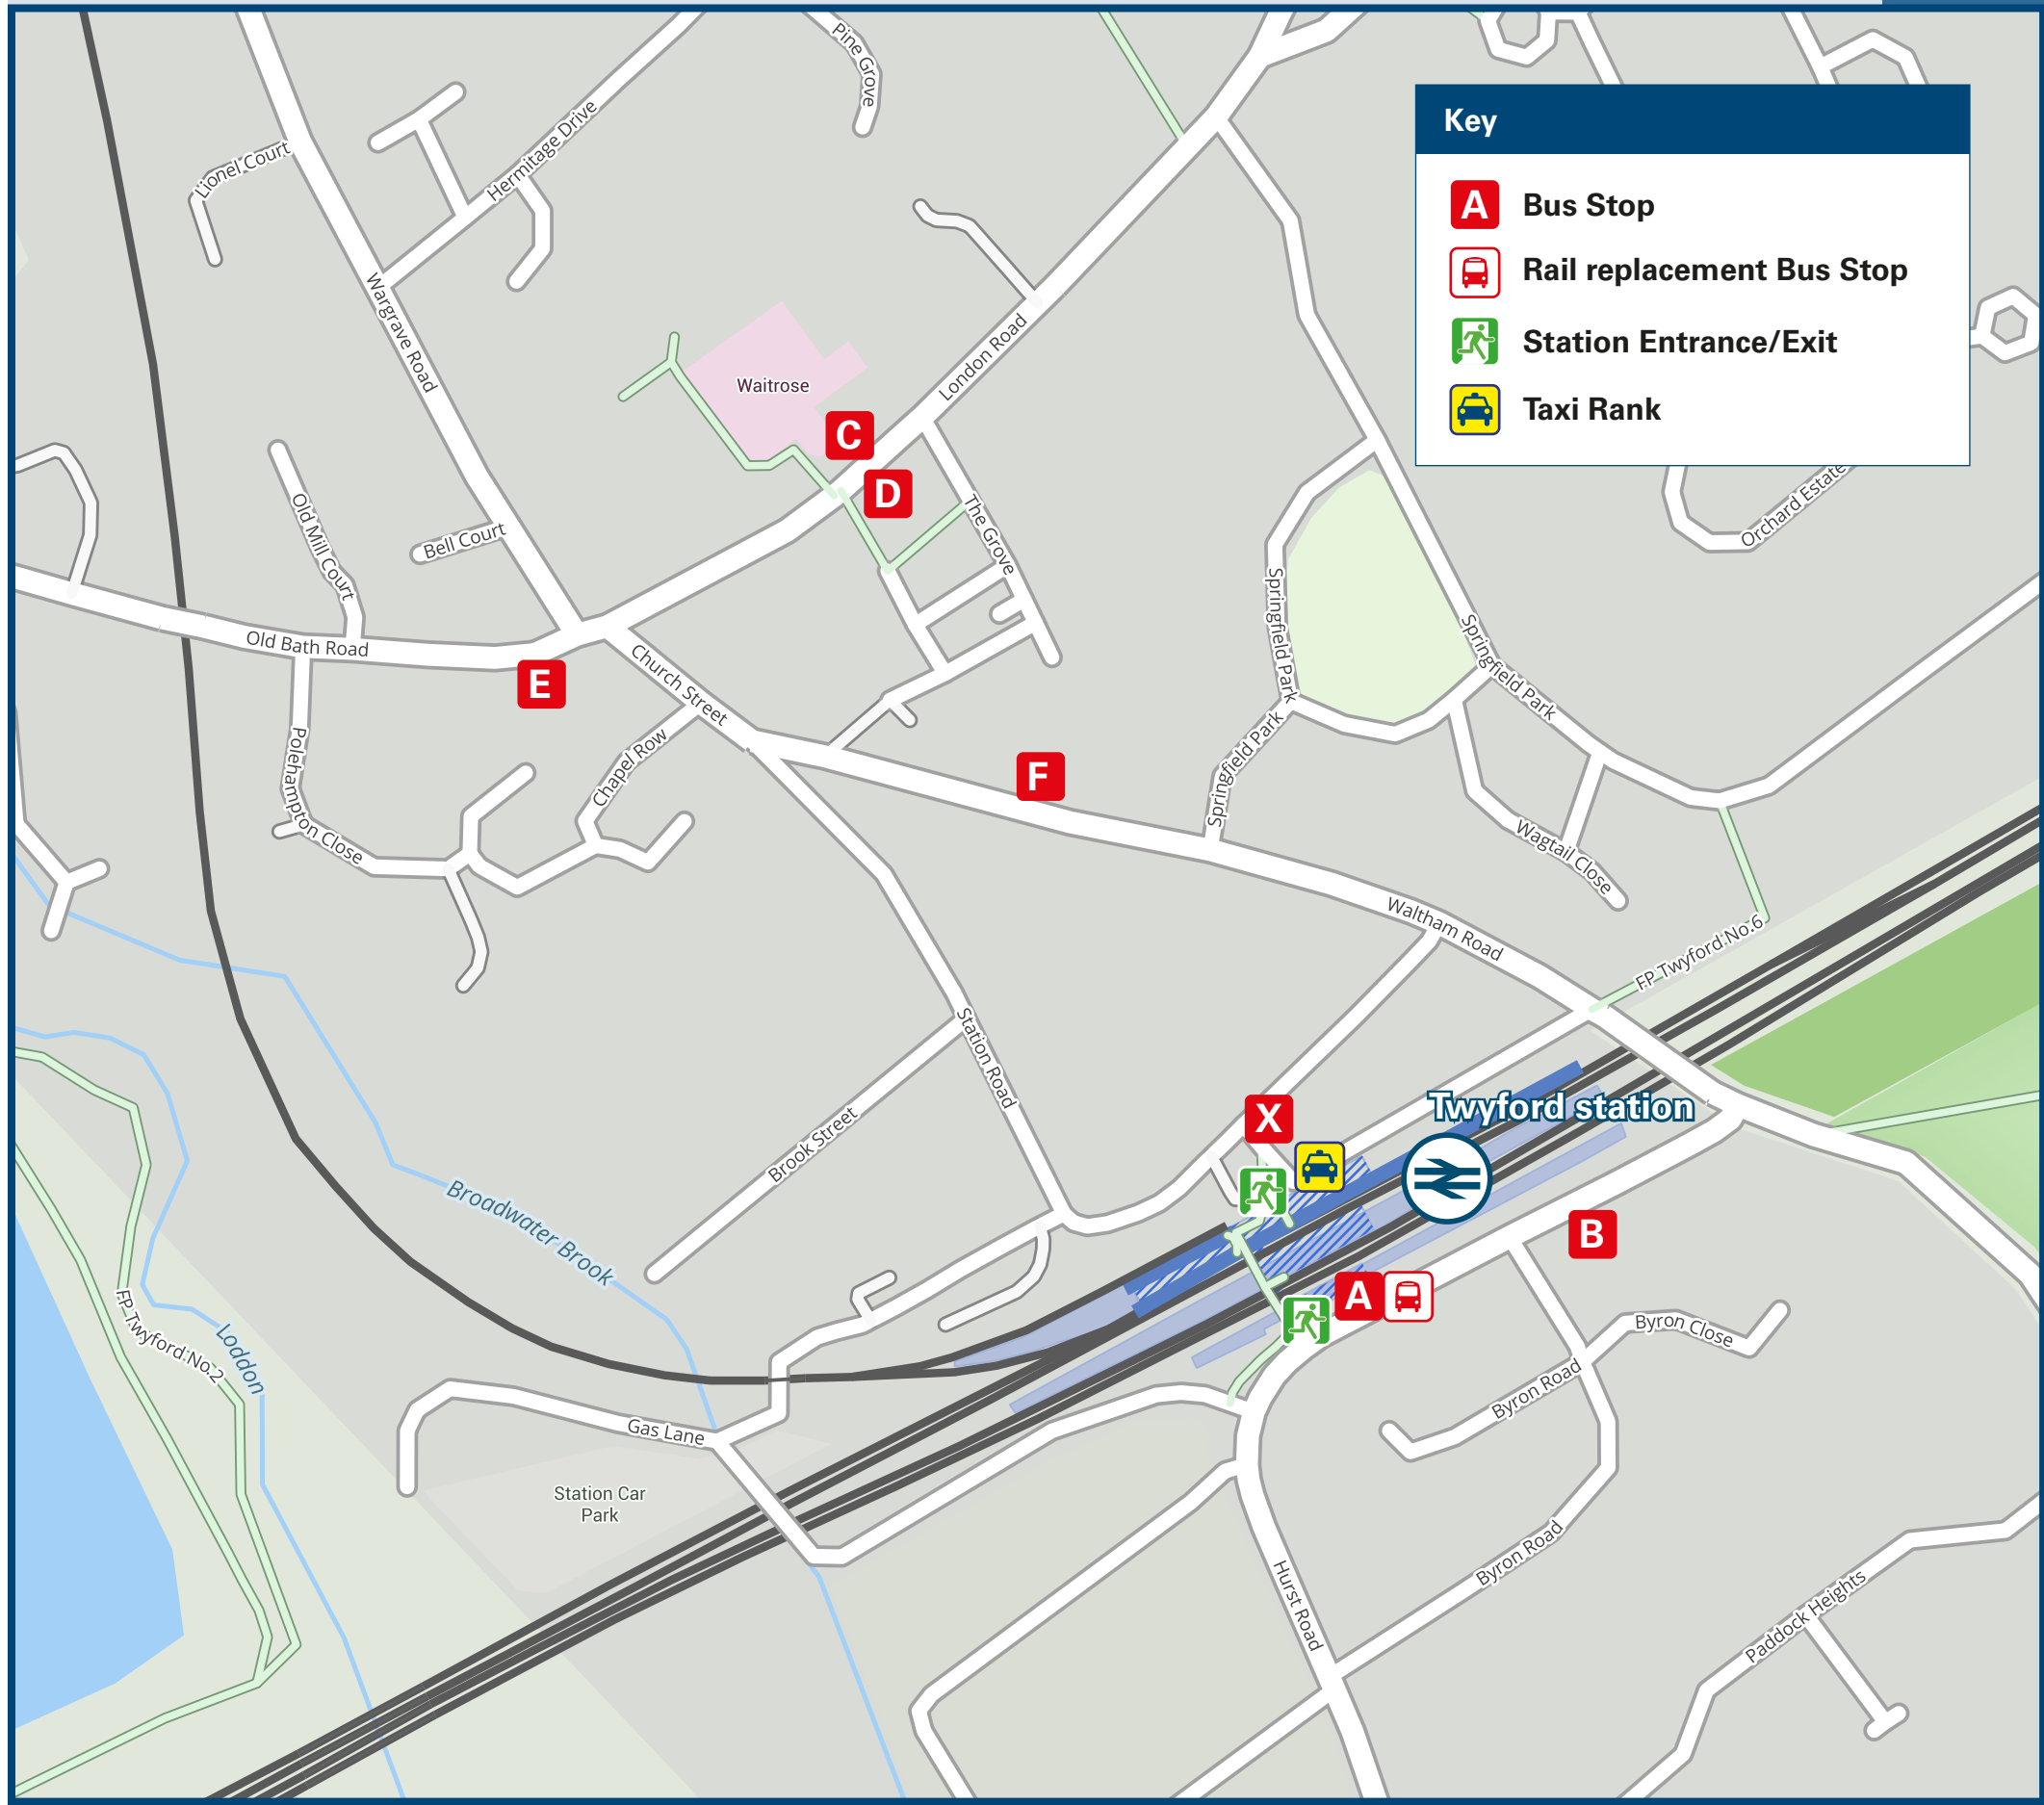 Key
A Bus Stop
Rail replacement Bus Stop
Station Entrance/Exit
Taxi Rank
Pine Grove
Lionel Court
Hermitage Drive
Wargrave Road
London Road
Waitrose
C
D
The Grove
Old Mill Court
Bell Court
Orchard Estate
Old Bath Road
E
Church Street
Springfield Park
Springfield Park
Springfield Park
Polehampton Close
Chapel Row
F
Wagtail Close
Waltham Road
FP Twyford No.6
Station Road
Brook Street
X
Twyford station
Broadwater Brook
B
A
FP Twyford No.2
Loddon
Byron Close
Byron Road
Gas Lane
Station Car
Park
Byron Road
Hurst Road
Paddock Heights